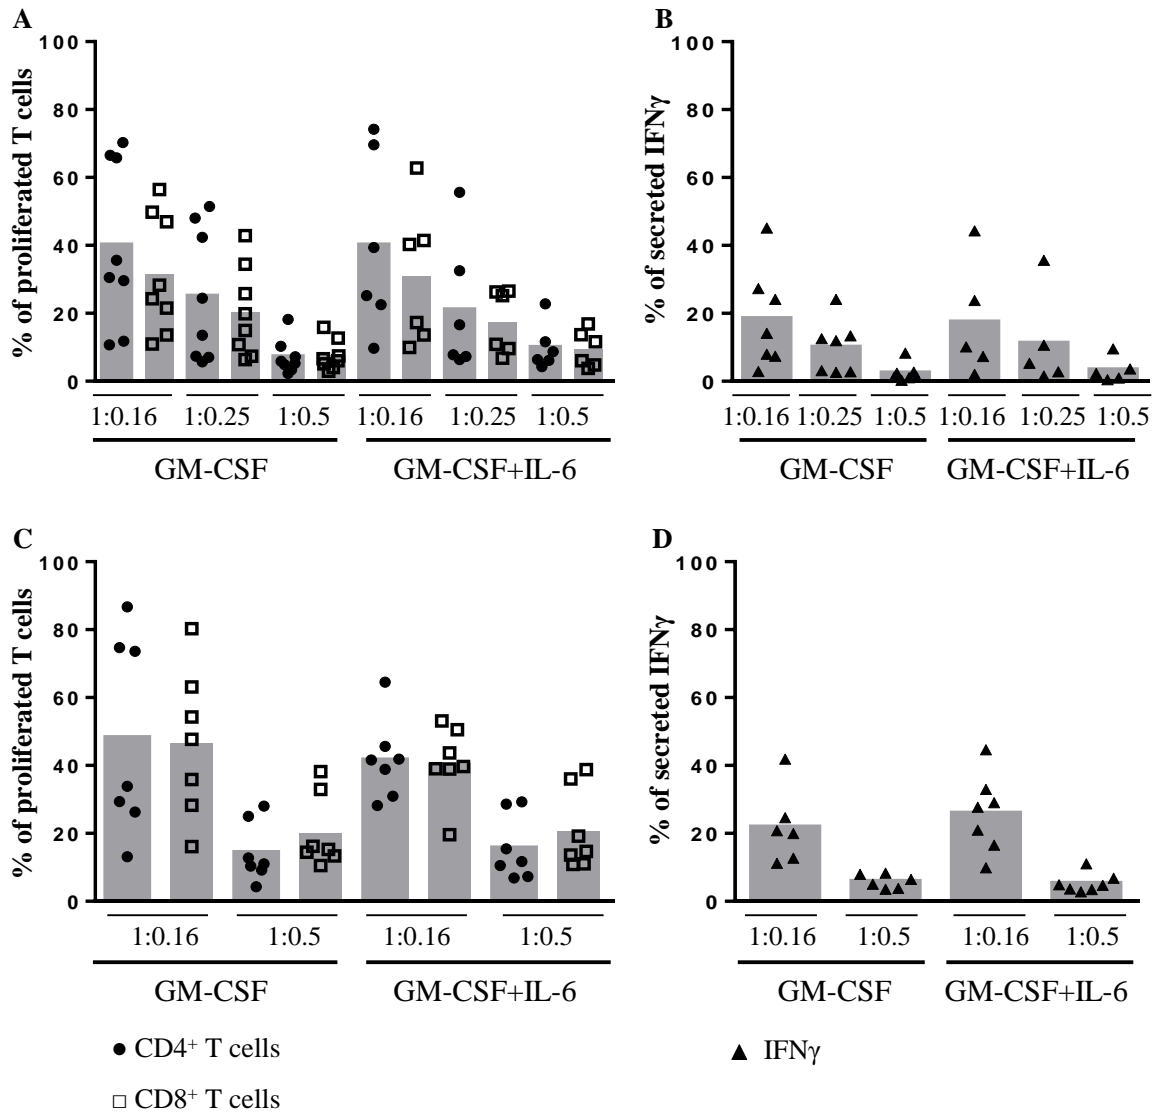 A
% of proliferated T cells
100
80
60
40
20
0
1:0.16 1:0.25 1:0.5 1:0.16 1:0.25 1:0.5
GM-CSF GM-CSF+IL-6
B
% of secreted IFNγ
100
80
60
40
20
0
1:0.16 1:0.25 1:0.5 1:0.16 1:0.25 1:0.5
GM-CSF GM-CSF+IL-6
C
% of proliferated T cells
100
80
60
40
20
0
1:0.16 1:0.5 1:0.16 1:0.5
GM-CSF GM-CSF+IL-6
CD4⁺ T cells
CD8⁺ T cells
D
% of secreted IFNγ
100
80
60
40
20
0
1:0.16 1:0.5 1:0.16 1:0.5
GM-CSF GM-CSF+IL-6
IFNγ